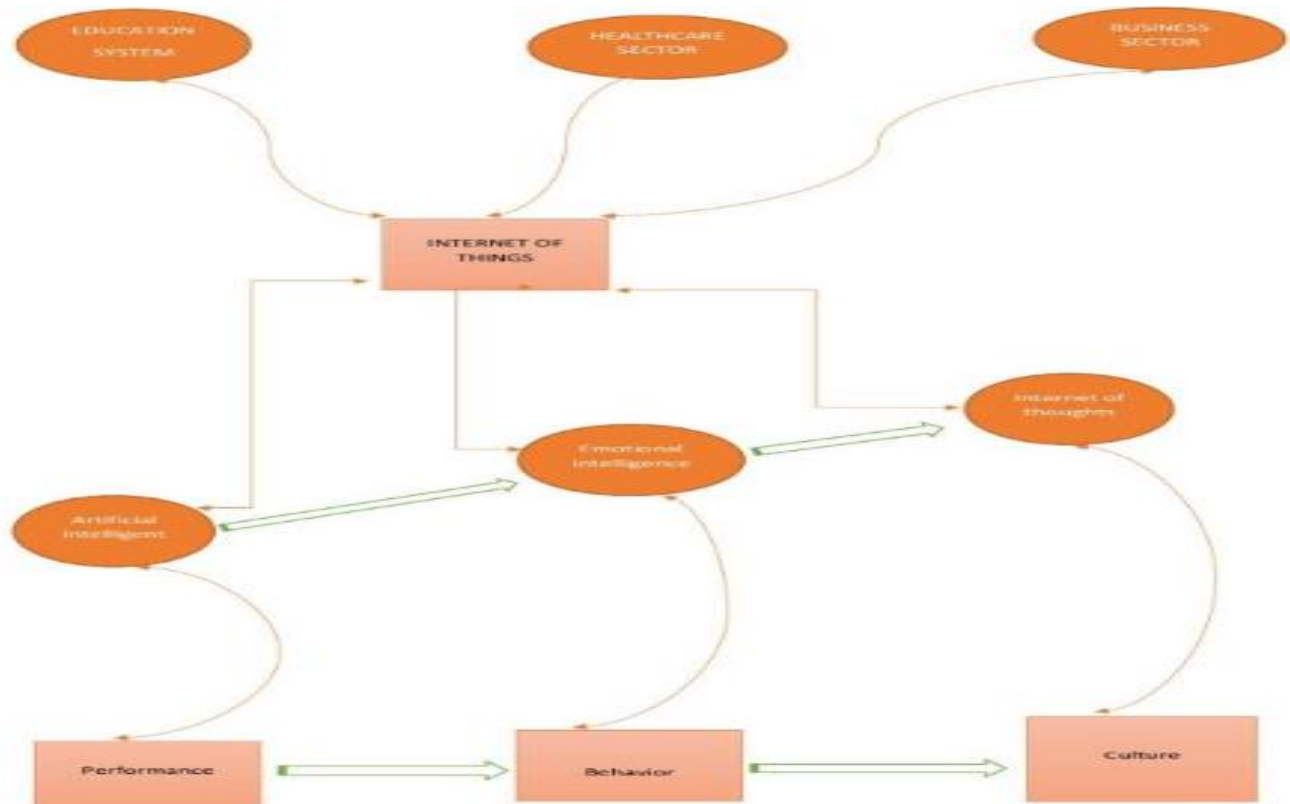 EDUCATION
SYSTEM
HEALTHCARE
SECTOR
BUSINESS
SECTOR
INTERNET OF
THINGS
Internet of
thoughts
Emotional
intelligence
Artificial
intelligent
Performance
Behavior
Culture